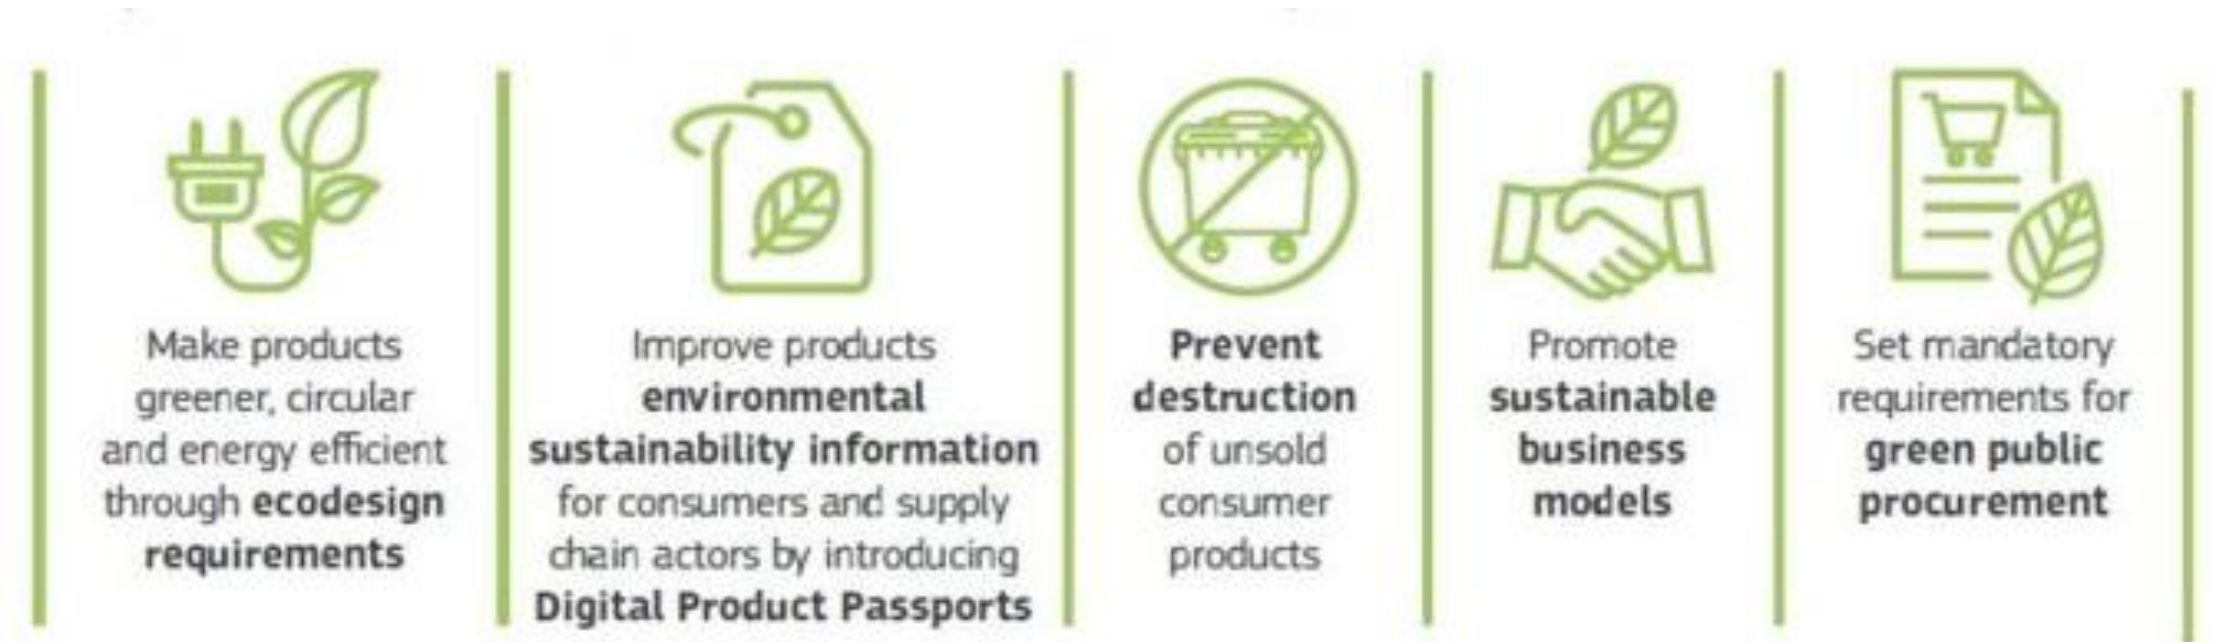 Make products
greener, circular
and energy efficient
through ecodesign
requirements
Improve products
environmental
sustainability information
for consumers and supply
chain actors by introducing
Digital Product Passports
Prevent
destruction
of unsold
consumer
products
Promote
sustainable
business
models
Set mandatory
requirements for
green public
procurement